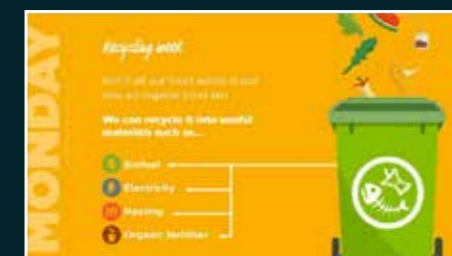 MONDAY
Recycling week
We can recycle it into useful
materials such as...
Biofuel
Electricity
Heating
Organic fertiliser